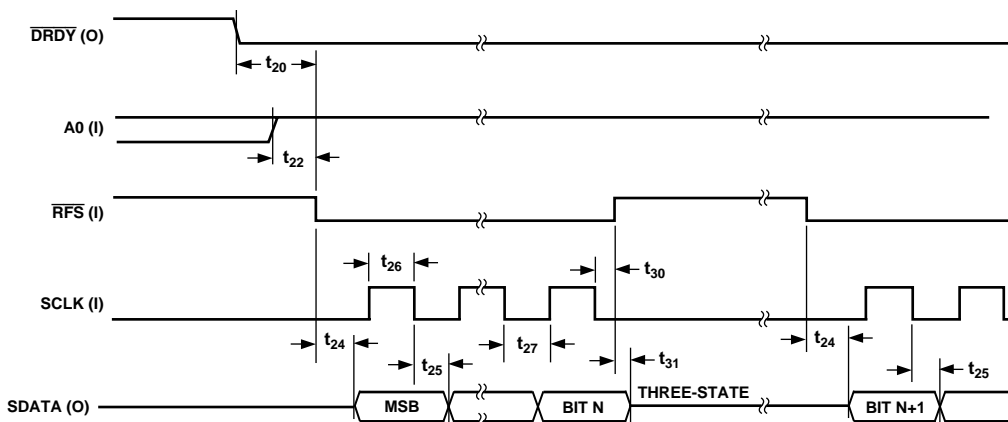 DRDY (O)
t20
A0 (I)
t22
RFS (I)
t26
t30
SCLK (I)
t24
t25
t27
t31
t24
t25
SDATA (O)
MSB
BIT N
THREE-STATE
BIT N+1